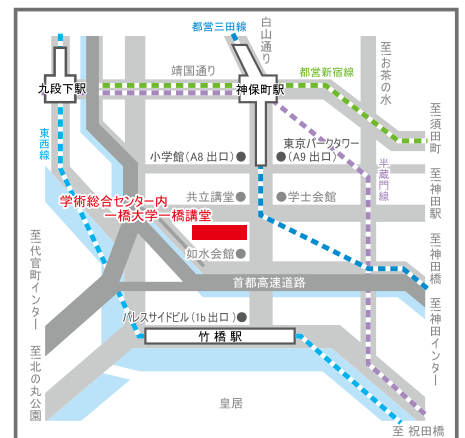 都営三田線
白山通り
至お茶の水
靖国通り
都営新宿線
九段下駅
神保町駅
至須田町
東西線
小学館(A8 出口)
東京パークタワー
(A9 出口)
半蔵門線
至神田駅
共立講堂
学士会館
学術総合センター内
一橋大学一橋講堂
至代官町インター
如水会館
至神田橋
首都高速道路
至神田インター
パレスサイドビル(1b 出口)
竹橋駅
至北の丸公園
皇居
至 祝田橋